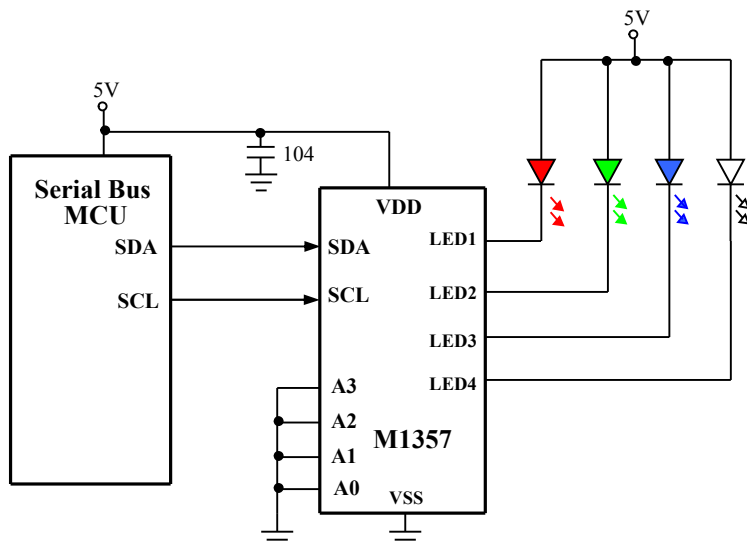 5V
5V
104
Serial Bus
MCU
SDA
SCL
VDD
SDA
SCL
LED1
LED2
LED3
LED4
A3
A2
A1
A0
M1357
VSS